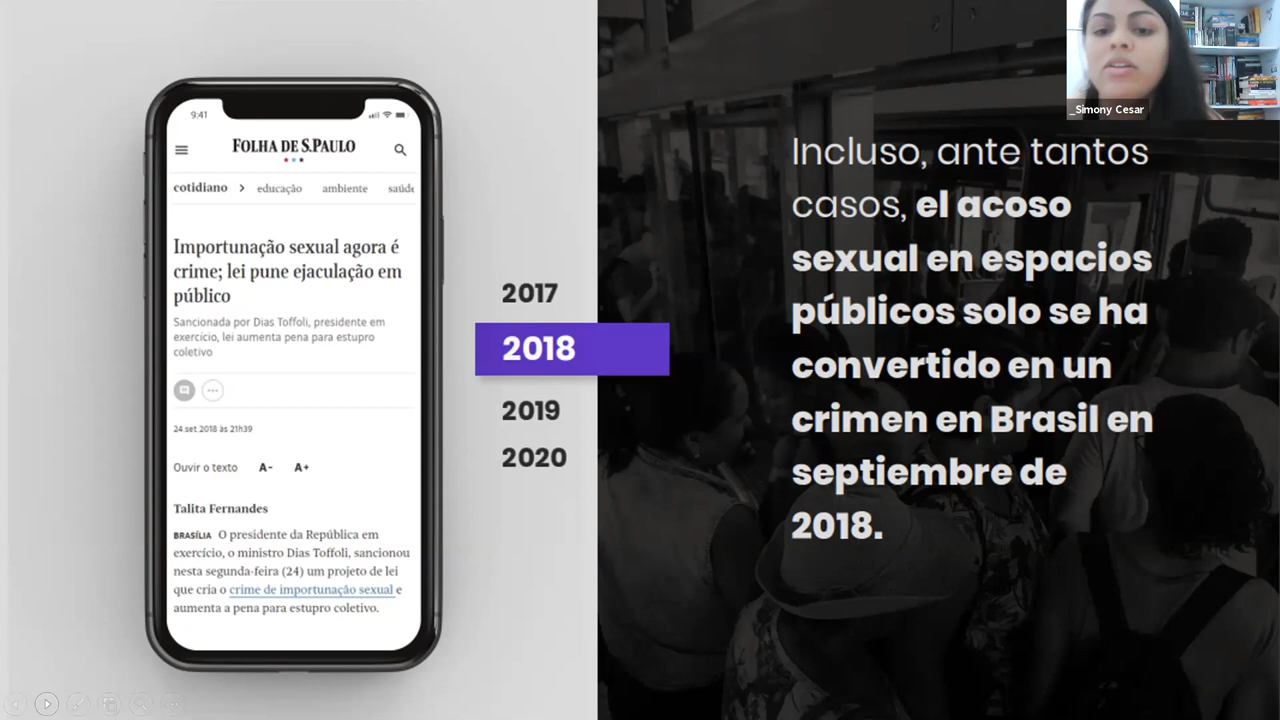 9:41
FOLHA DE S.PAULO
cotidiano > educação ambiente saúde
Importunação sexual agora é
crime; lei pune ejaculação em
público
Sancionada por Dias Toffoli, presidente em
exercício, lei aumenta pena para estupro
coletivo
24.set.2018 às 21h39
Ouvir o texto A- A+
Talita Fernandes
BRASÍLIA O presidente da República em
exercício, o ministro Dias Toffoli, sancionou
nesta segunda-feira (24) um projeto de lei
que cria o crime de importunação sexual e
aumenta a pena para estupro coletivo.
2017
2018
2019
2020
_Simony Cesar
Incluso, ante tantos
casos, el acoso
sexual en espacios
públicos solo se ha
convertido en un
crimen en Brasil en
septiembre de
2018.